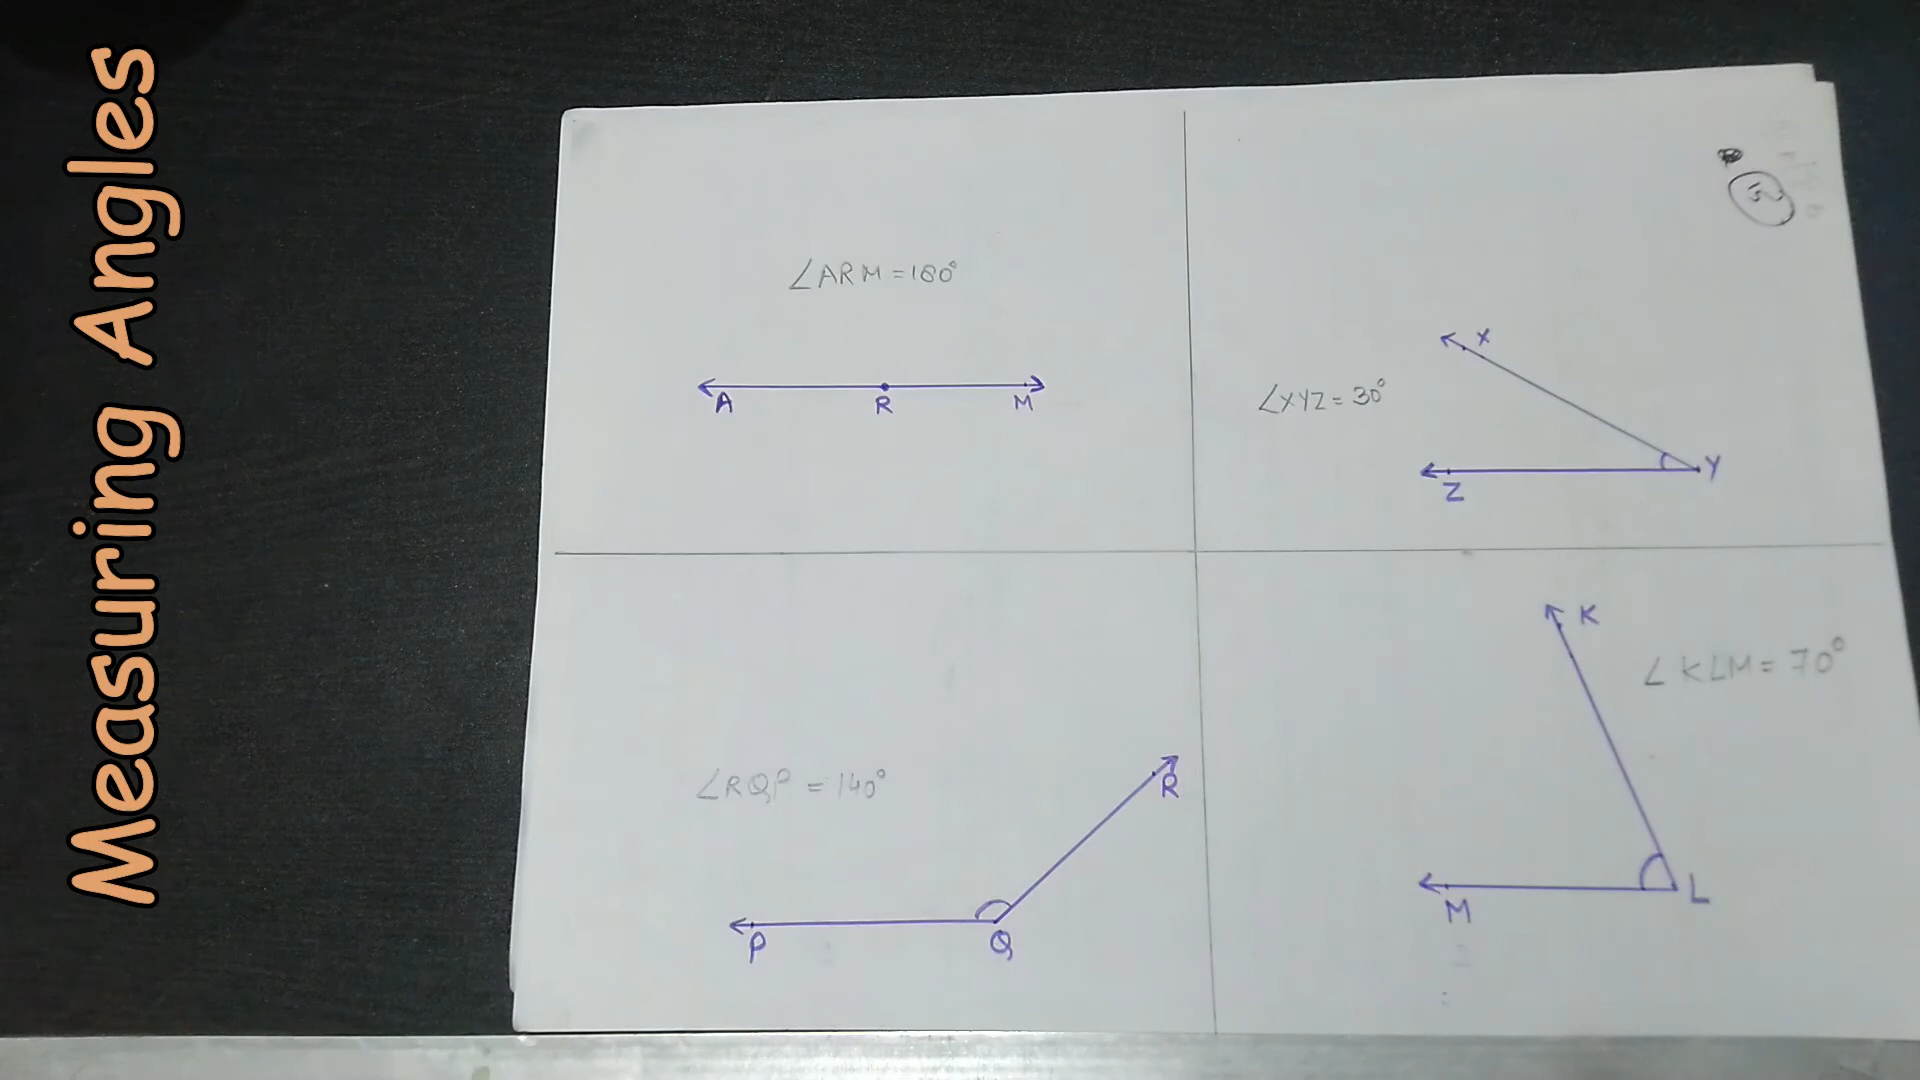 Measuring Angles
∠ARM=180°
A R M
X
∠XYZ=30°
Y
Z
K
∠KLM=70°
M L
∠RQP=140°
R
P Q